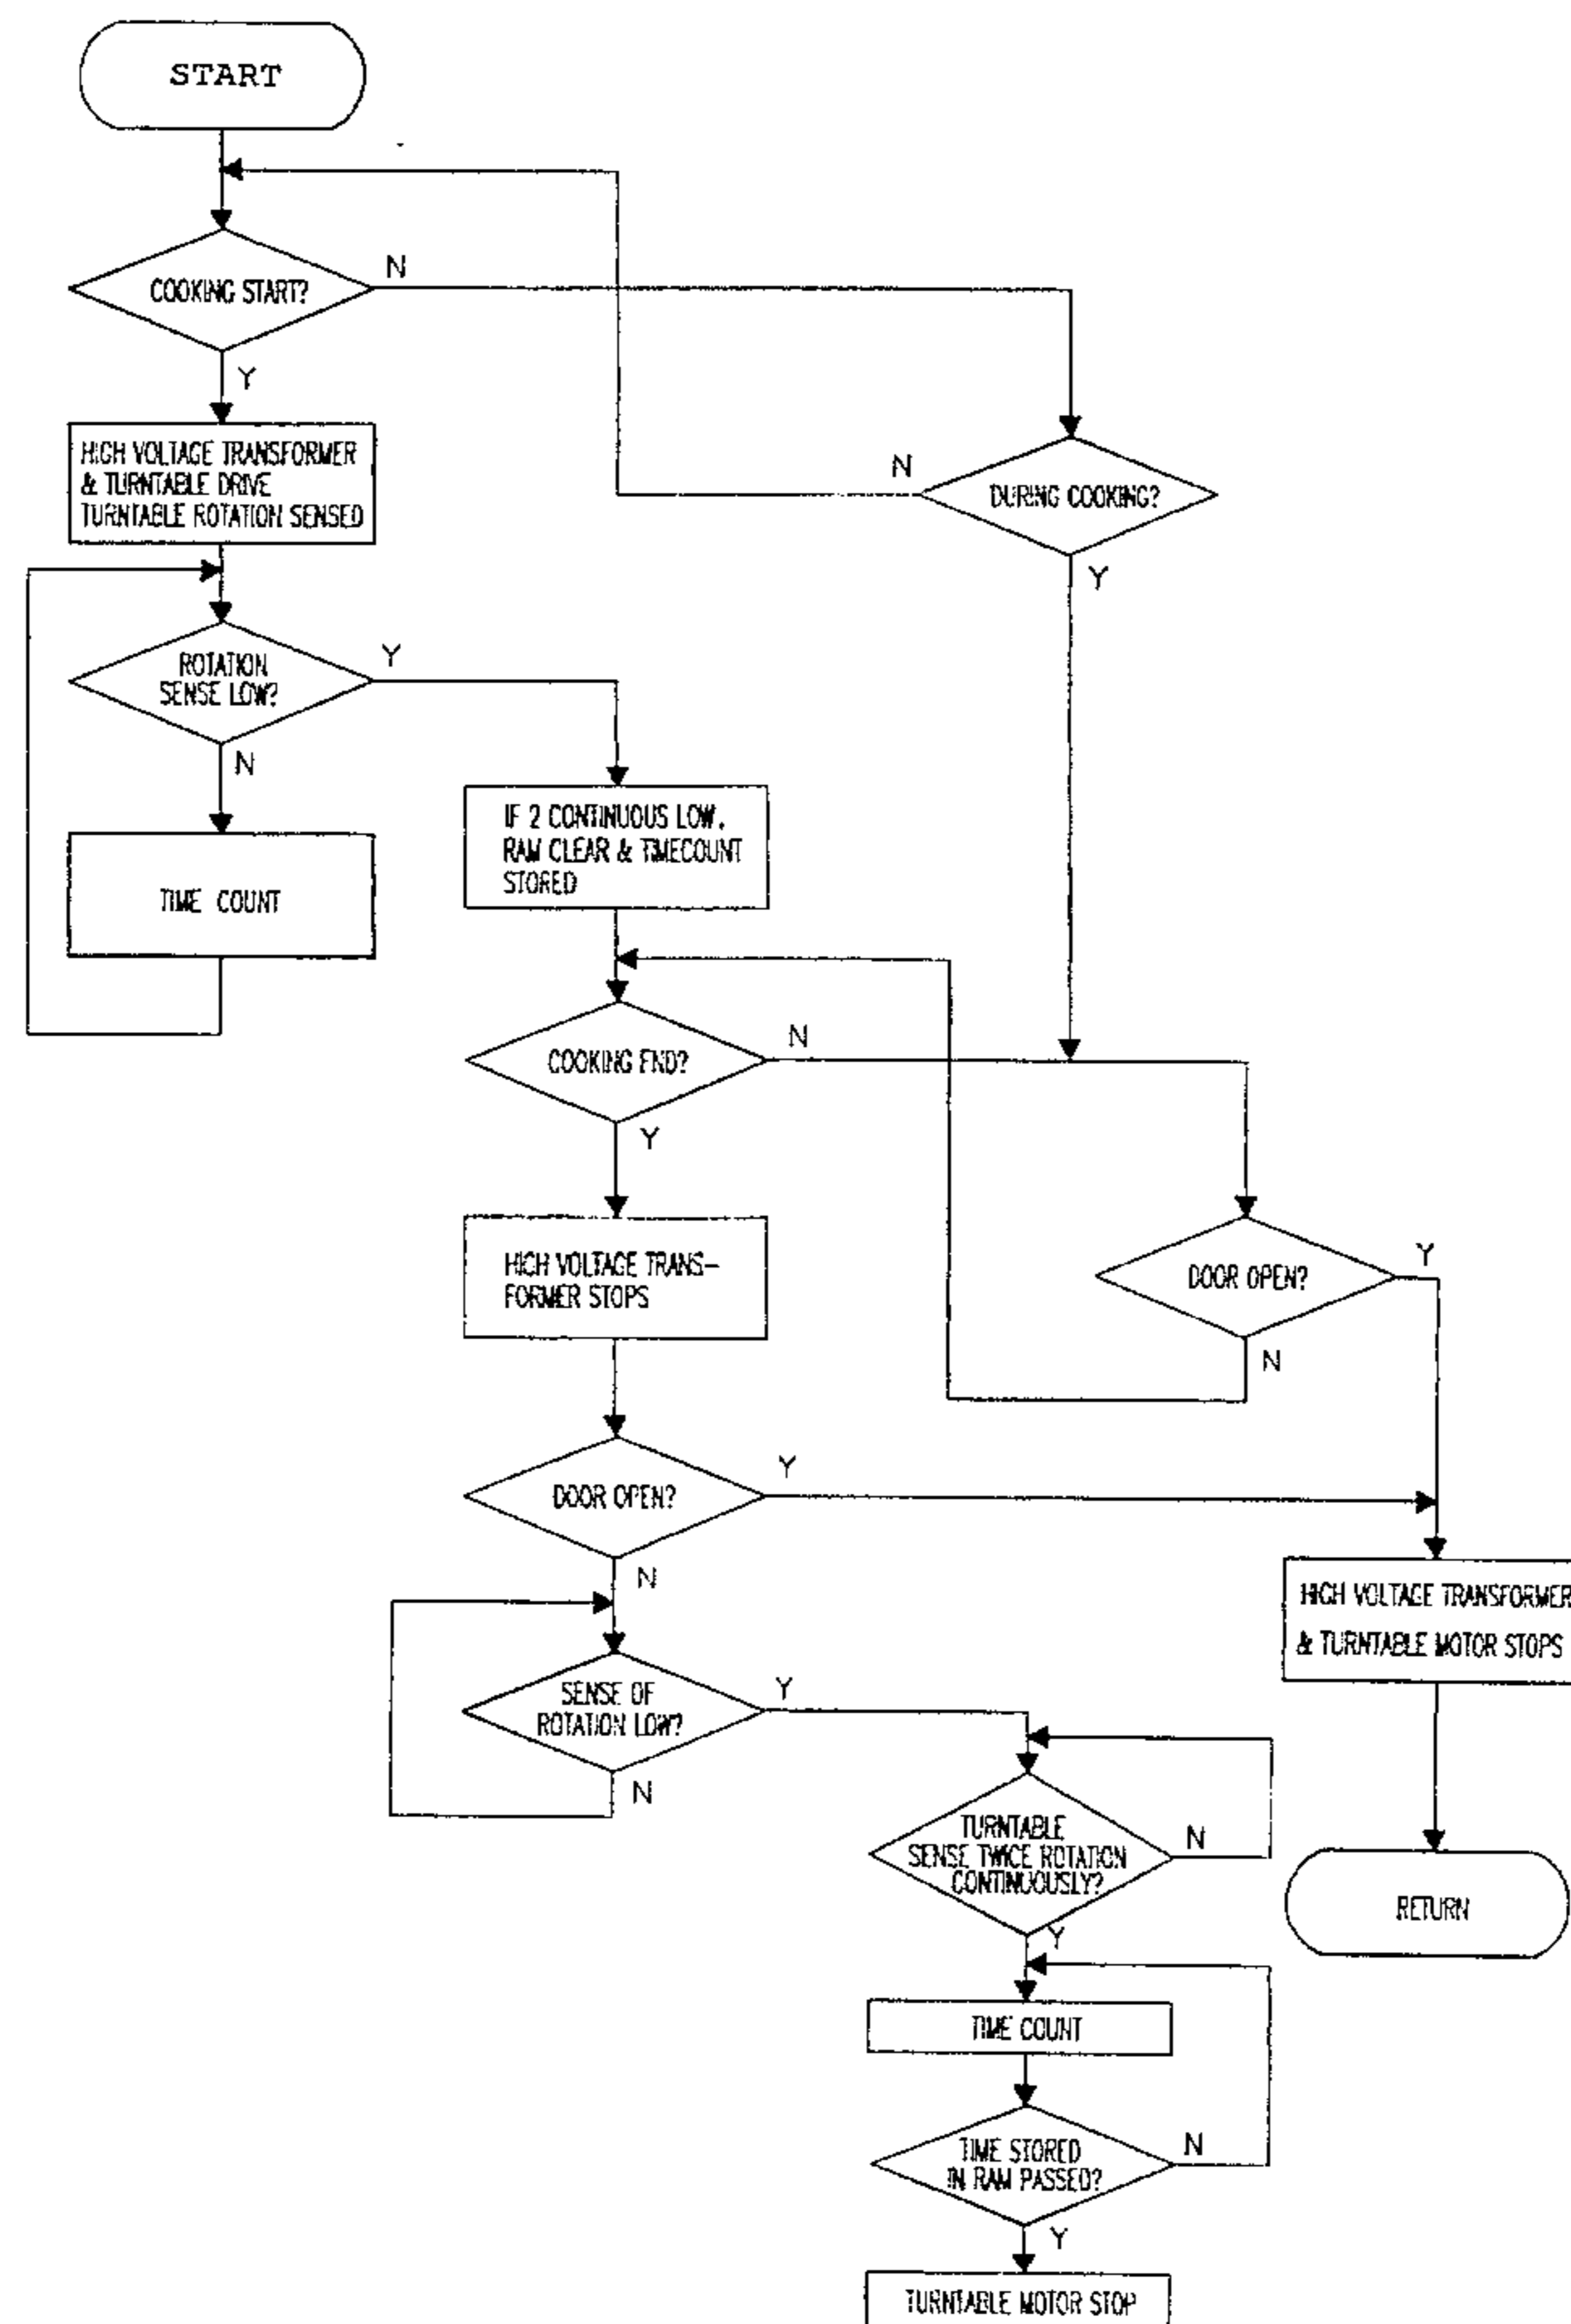 START
COOKING START?
N
Y
HIGH VOLTAGE TRANSFORMER
& TURNTABLE DRIVE
TURNTABLE ROTATION SENSED
N
DURING COOKING?
Y
ROTATION
SENSE LOW?
Y
N
TIME COUNT
IF 2 CONTINUOUS LOW,
RAM CLEAR & TIMECOUNT
STORED
COOKING END?
N
Y
HIGH VOLTAGE TRANS-
FORMER STOPS
DOOR OPEN?
Y
N
DOOR OPEN?
Y
N
HIGH VOLTAGE TRANSFORMER
& TURNTABLE MOTOR STOPS
SENSE OF
ROTATION LOW?
Y
N
TURNTABLE
SENSE TWICE ROTATION
CONTINUOUSLY?
N
Y
RETURN
TIME COUNT
TIME STORED
IN RAM PASSED?
N
Y
TURNTABLE MOTOR STOP